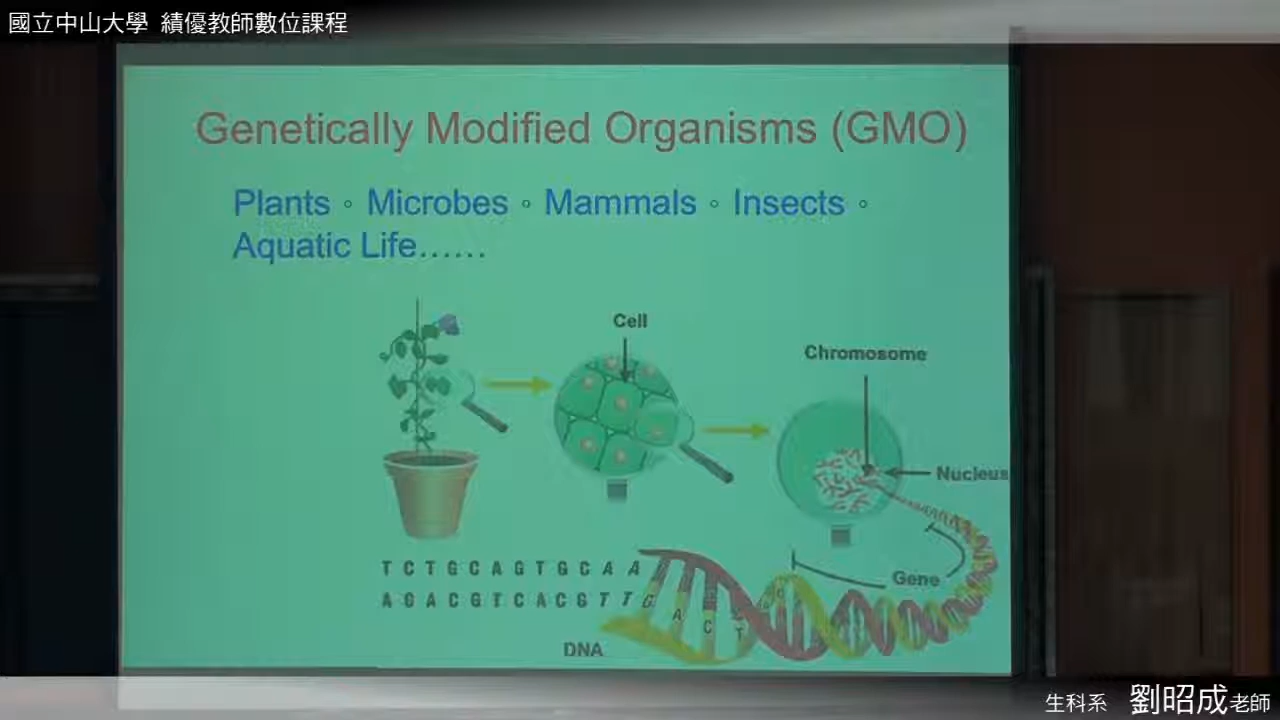 國立中山大學 績優教師數位課程
Genetically Modified Organisms (GMO)
Plants。Microbes。Mammals。Insects。
Aquatic Life……
Cell
Chromosome
Nucleus
Gene
T C T G C A G T G C A A
A G A C G T C A C G T T G A C T
DNA
生科系 劉昭成老師